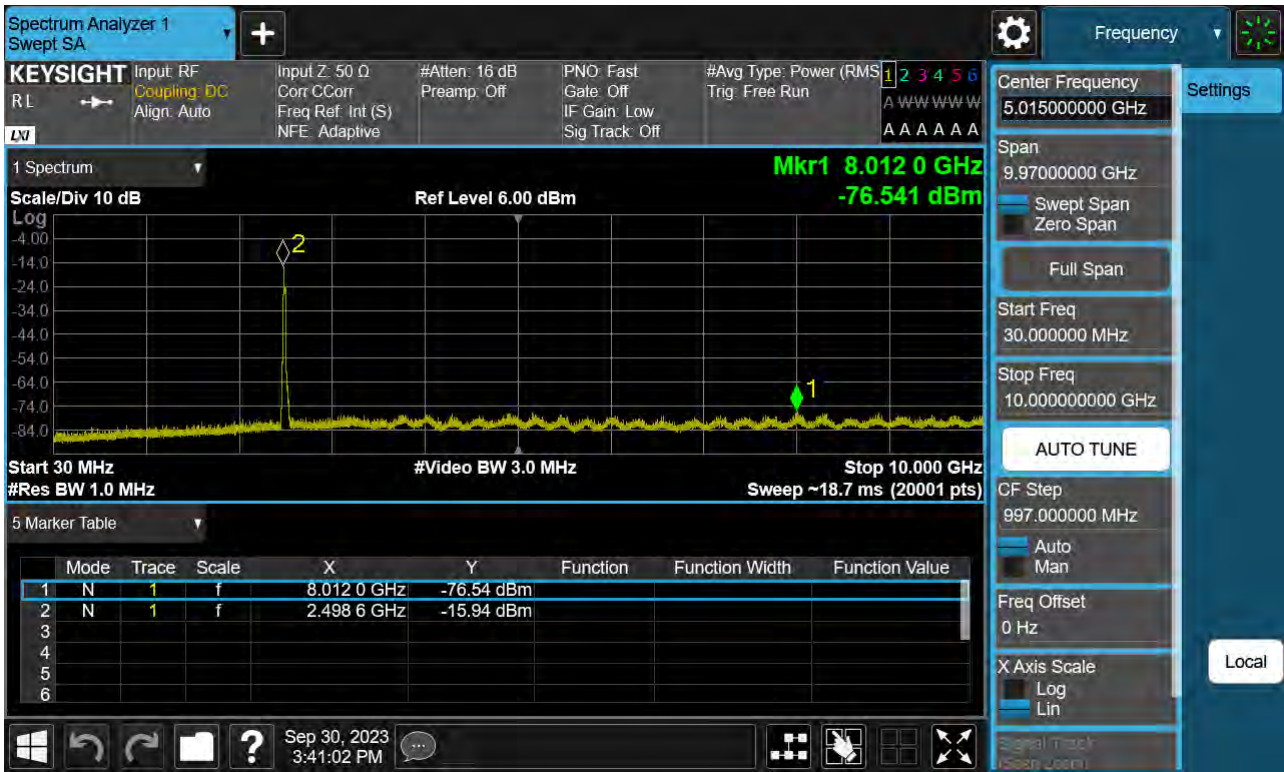 Spectrum Analyzer 1
Swept SA
+
Frequency
KEYSIGHT
RL
LXI
Input: RF
Coupling: DC
Align: Auto
Input Z: 50 Ω
Corr CCorr
Freq Ref: Int (S)
NFE: Adaptive
#Atten: 16 dB
Preamp: Off
PNO: Fast
Gate: Off
IF Gain: Low
Sig Track: Off
#Avg Type: Power (RMS
Trig: Free Run
1 2 3 4 5 6
A W W W W W
A A A A A A
1 Spectrum
Mkr1 8.012 0 GHz
-76.541 dBm
Scale/Div 10 dB
Ref Level 6.00 dBm
Log
-4.00
-14.0
-24.0
-34.0
-44.0
-54.0
-64.0
-74.0
-84.0
2
1
Start 30 MHz
#Video BW 3.0 MHz
Stop 10.000 GHz
#Res BW 1.0 MHz
Sweep ~18.7 ms (20001 pts)
5 Marker Table
Mode Trace Scale X Y Function Function Width Function Value
1 N 1 f 8.012 0 GHz -76.54 dBm
2 N 1 f 2.498 6 GHz -15.94 dBm
3
4
5
6
Sep 30, 2023
3:41:02 PM
?
Center Frequency
5.015000000 GHz
Settings
Span
9.97000000 GHz
Swept Span
Zero Span
Full Span
Start Freq
30.000000 MHz
Stop Freq
10.000000000 GHz
AUTO TUNE
CF Step
997.000000 MHz
Auto
Man
Freq Offset
0 Hz
X Axis Scale
Log
Lin
Local
Signal Track
(Span Zoom)